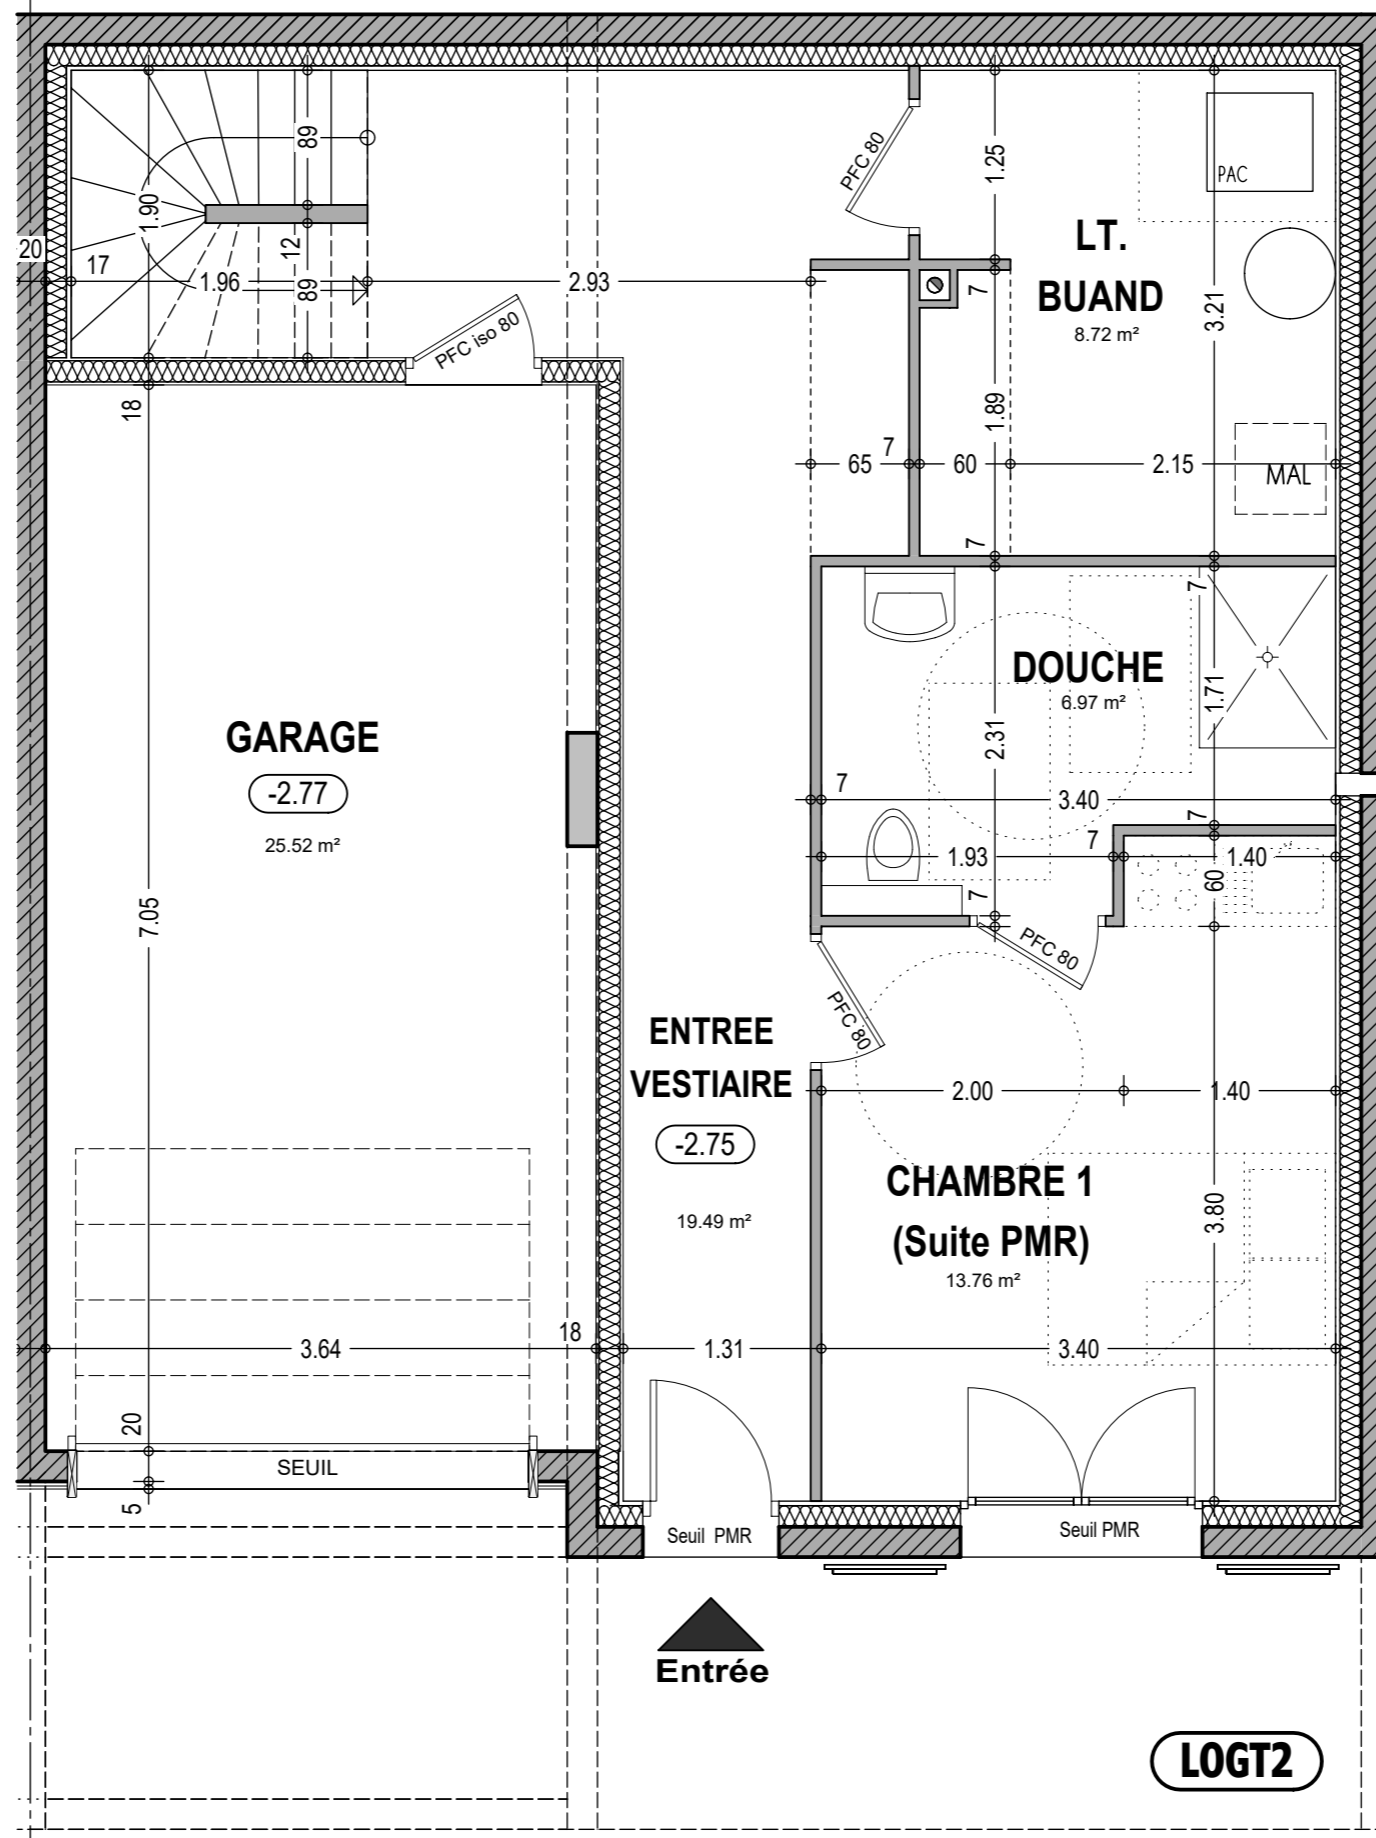 89
PFC 80
1.25
PAC
1.90
LT.
BUAND
8.72 m²
20
17
1.96
12
89
2.93
7
3.21
PFC iso 80
18
1.89
65
7
60
2.15
MAL
7
7
DOUCHE
6.97 m²
1.71
2.31
GARAGE
-2.77
25.52 m²
7
3.40
7
1.93
7
1.40
60
7
7.05
PFC 80
PFC 80
ENTREE
VESTIAIRE
-2.75
19.49 m²
2.00
1.40
CHAMBRE 1
(Suite PMR)
13.76 m²
3.80
3.64
18
1.31
3.40
20
SEUIL
5
Seuil PMR
Seuil PMR
Entrée
LOGT2